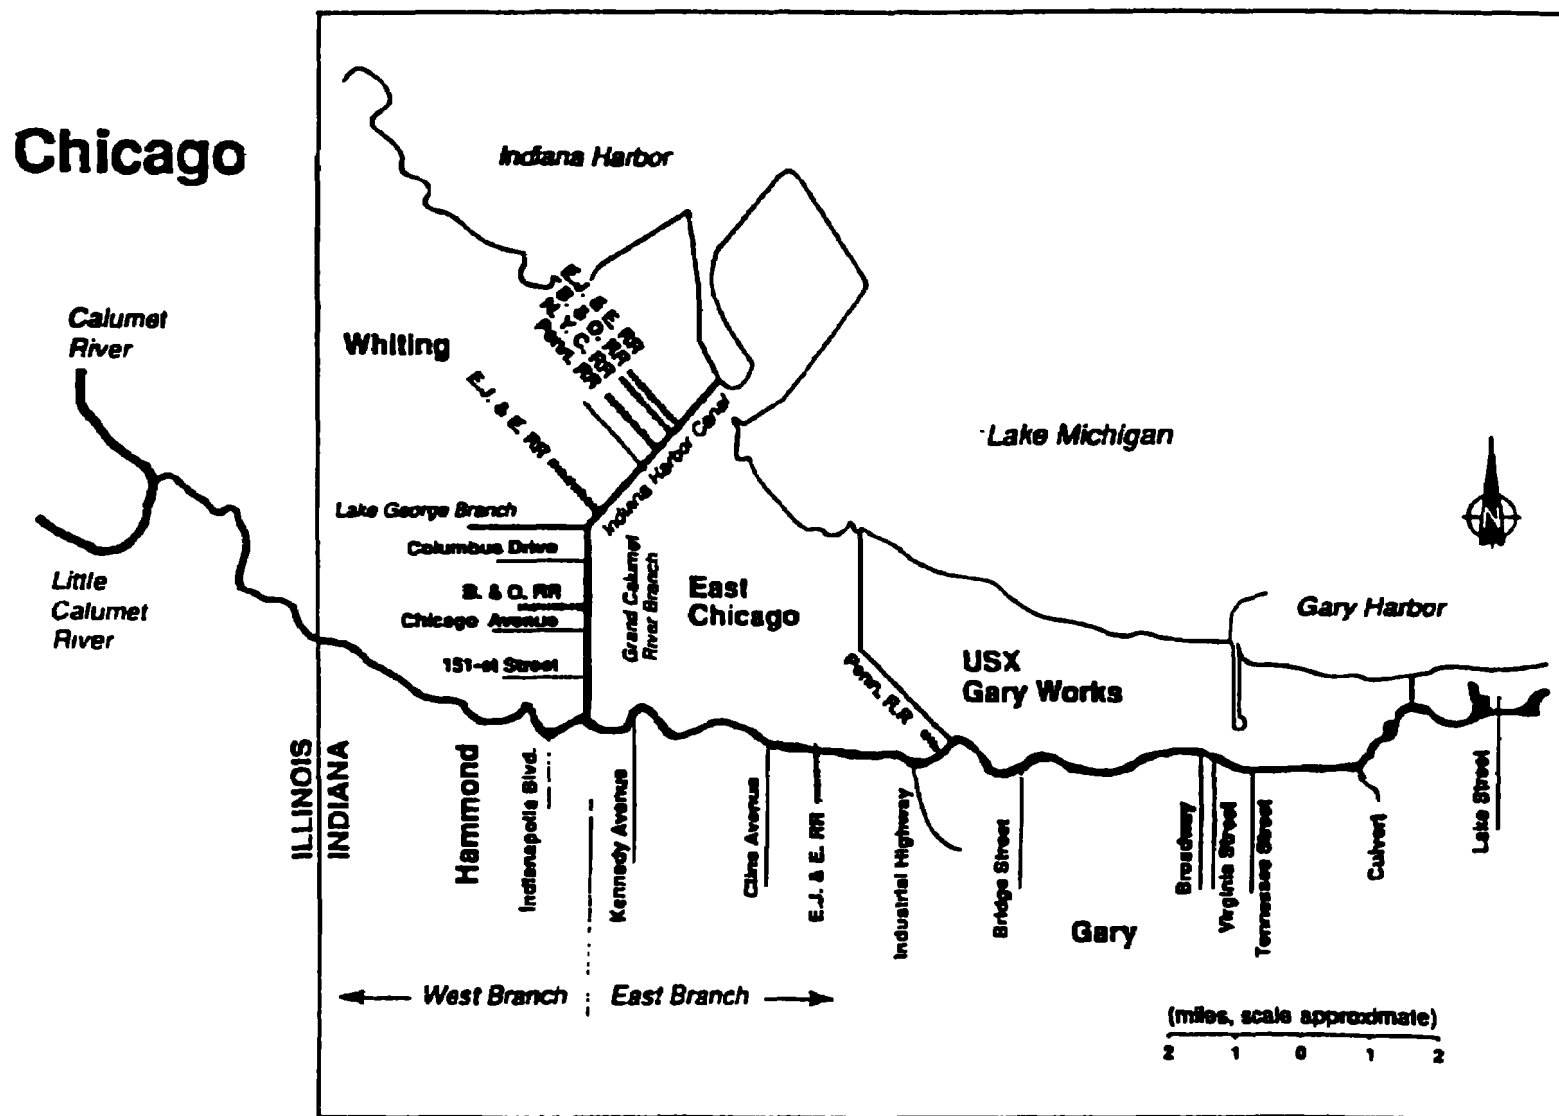 Chicago
Indiana Harbor
Calumet
River
Whiting
E.J. & E. RR
N. Y. C. RR
Penn. RR
E.J. & E. RR
Indiana Harbor Canal
Lake Michigan
N
Lake George Branch
Columbus Drive
B. & O. RR
Chicago Avenue
151-st Street
Grand Calumet
River Branch
East
Chicago
Little
Calumet
River
Gary Harbor
USX
Gary Works
Penn. R.R
ILLINOIS
INDIANA
Hammond
Indianapolis Blvd.
Kennedy Avenue
Cline Avenue
E.J. & E. RR
Industrial Highway
Bridge Street
Broadway
Virginia Street
Tennessee Street
Culvert
Lake Street
Gary
West Branch
East Branch
(miles, scale approximate)
2 1 0 1 2